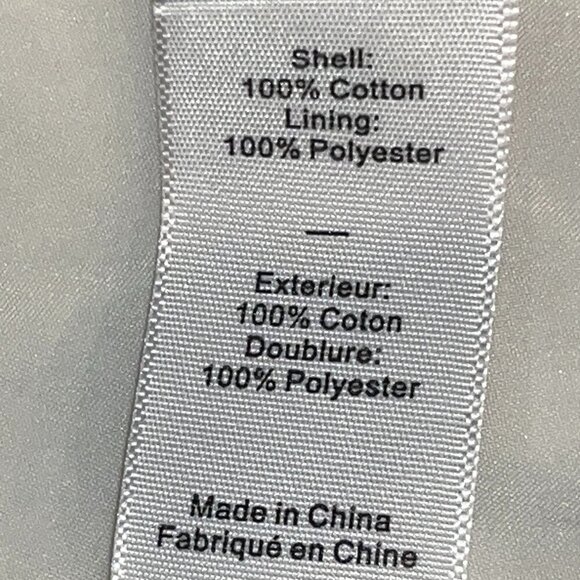 Shell:
100% Cotton
Lining:
100% Polyester
—
Exterieur:
100% Coton
Doublure:
100% Polyester
Made in China
Fabriqué en Chine